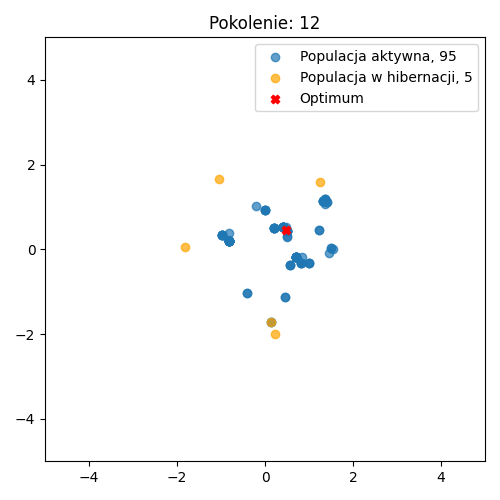 Pokolenie: 12
Populacja aktywna, 95
Populacja w hibernacji, 5
Optimum
4
2
0
−2
−4
−4 −2 0 2 4